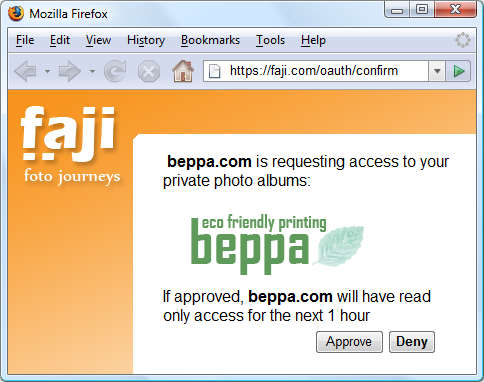 Mozilla Firefox
File Edit View History Bookmarks Tools Help
https://faji.com/oauth/confirm
faji
foto journeys
beppa.com is requesting access to your
private photo albums:
eco friendly printing
beppa
If approved, beppa.com will have read
only access for the next 1 hour
Approve Deny